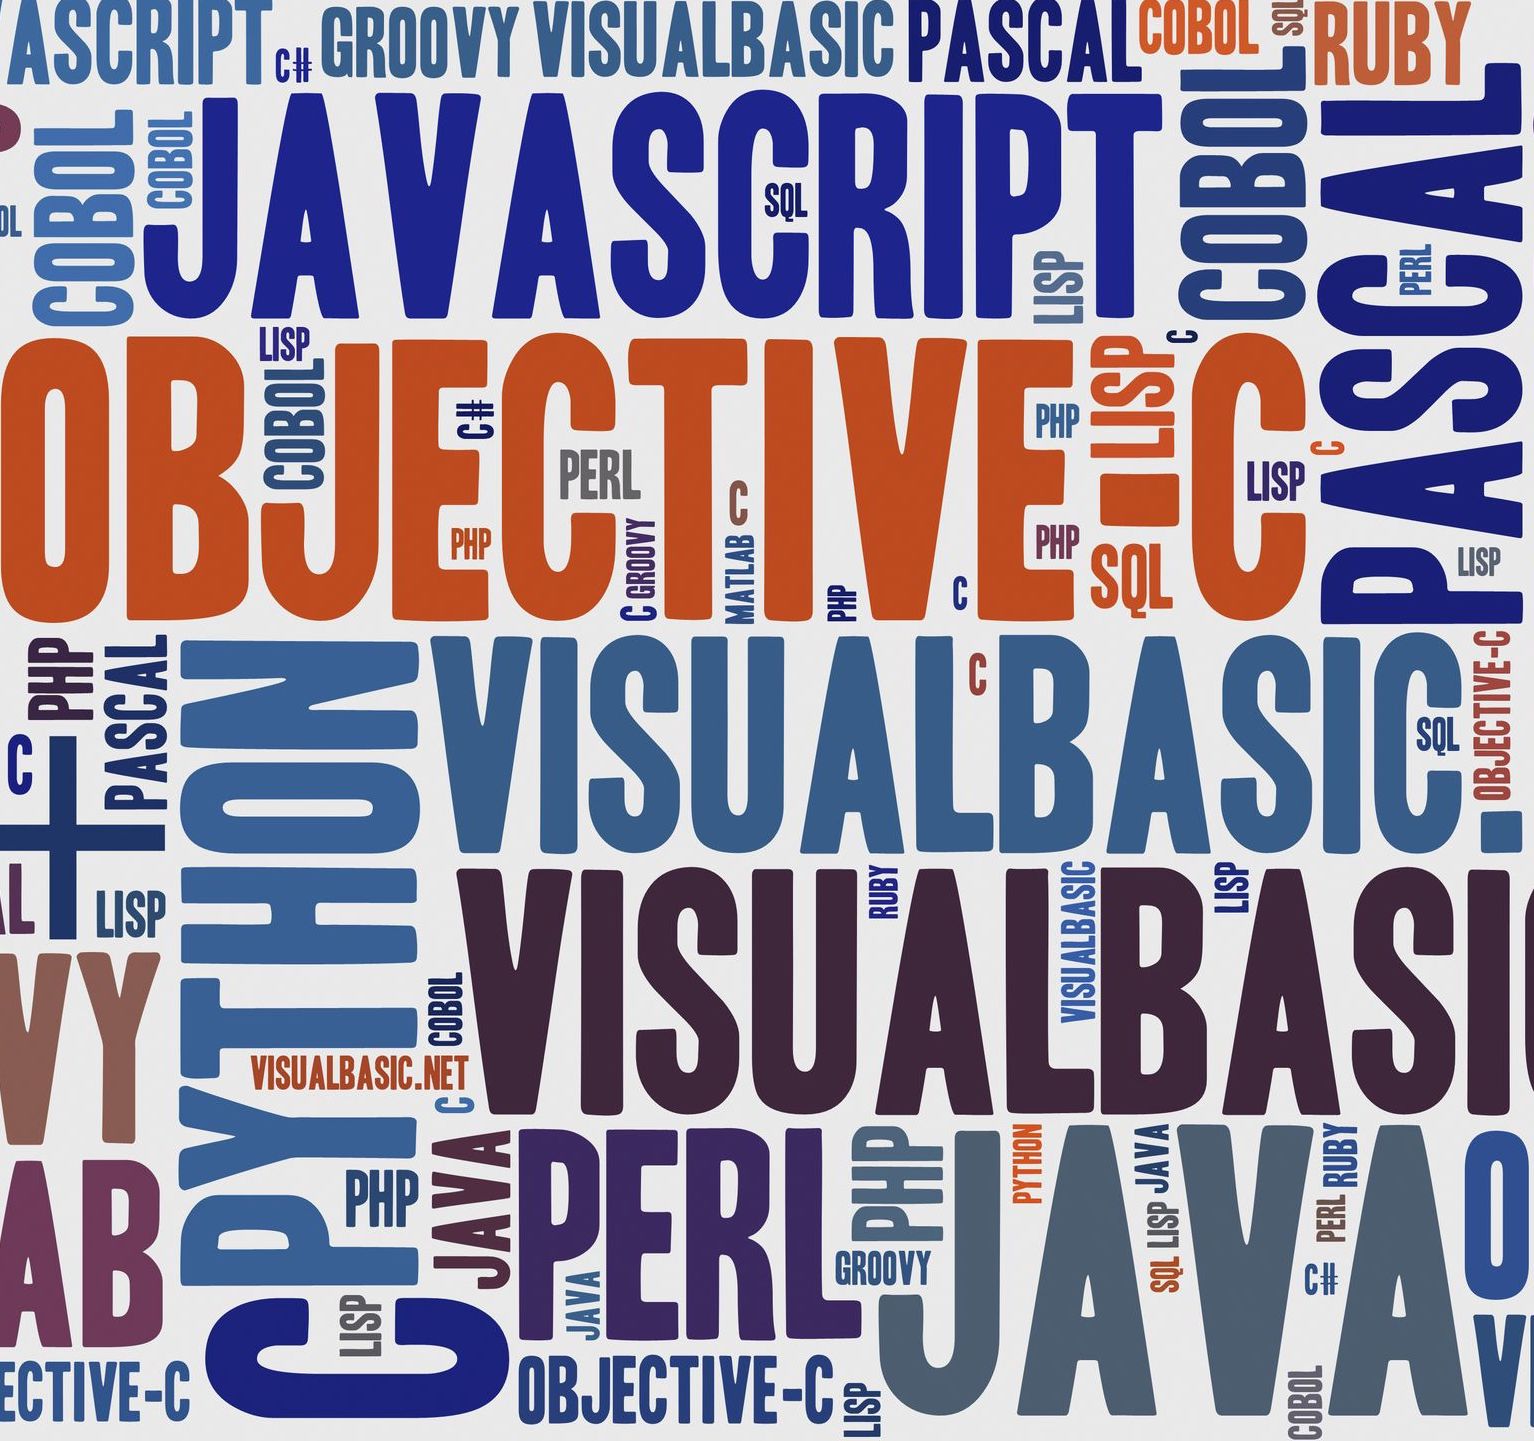 ASCRIPT C# GROOVY VISUALBASIC PASCAL COBOL SQL RUBY
COBOL COBOL JAVASCRIPT SQL LISP COBOL PASCAL PERL
OL
LISP COBOL C
OBJECTIVE-C
C# PERL PHP LISP C LISP
PHP C GROOVY MATLAB C PHP C PHP SQL LISP
PHP PASCAL PYTHON VISUALBASIC. C SQL OBJECTIVE-C
C +
AL LISP
VISUALBASIC RUBY VISUALBASIC LISP
VY COBOL
VISUALBASIC.NET
C
AB PHP JAVA PERL JAVA PHP GROOVY JAVA PYTHON JAVA LISP SQL RUBY PERL C# O
C LISP V
ECTIVE-C OBJECTIVE-C LISP COBOL